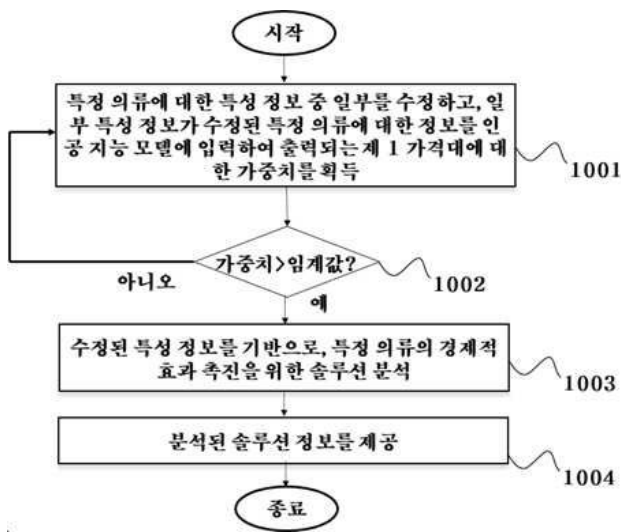 시작
특정 의류에 대한 특성 정보 중 일부를 수정하고, 일
부 특성 정보가 수정된 특정 의류에 대한 정보를 인
공 지능 모델에 입력하여 출력되는 제 1 가격대에 대
한 가중치를 획득
1001
가중치>임계값?
아니오
1002
예
수정된 특성 정보를 기반으로, 특정 의류의 경제적
효과 촉진을 위한 솔루션 분석
1003
분석된 솔루션 정보를 제공
1004
종료